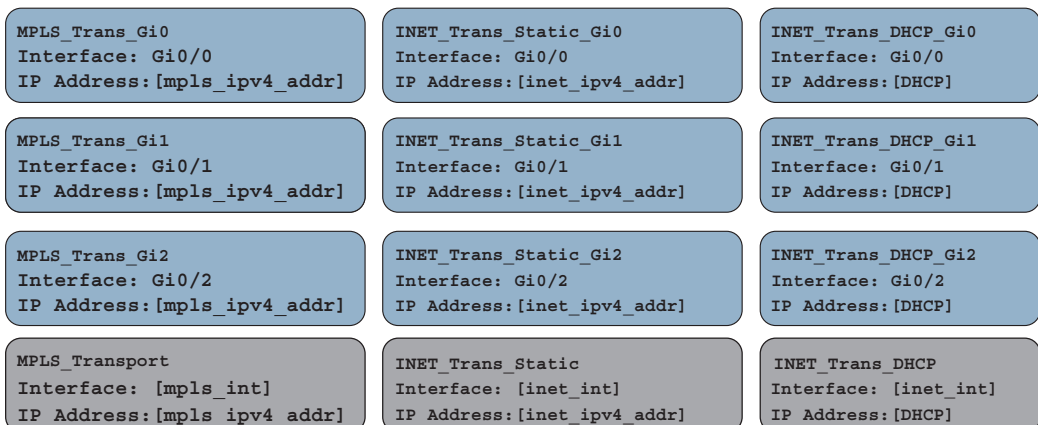 MPLS_Trans_Gi0
Interface: Gi0/0
IP Address:[mpls_ipv4_addr]
INET_Trans_Static_Gi0
Interface: Gi0/0
IP Address:[inet_ipv4_addr]
INET_Trans_DHCP_Gi0
Interface: Gi0/0
IP Address:[DHCP]
MPLS_Trans_Gi1
Interface: Gi0/1
IP Address:[mpls_ipv4_addr]
INET_Trans_Static_Gi1
Interface: Gi0/1
IP Address:[inet_ipv4_addr]
INET_Trans_DHCP_Gi1
Interface: Gi0/1
IP Address:[DHCP]
MPLS_Trans_Gi2
Interface: Gi0/2
IP Address:[mpls_ipv4_addr]
INET_Trans_Static_Gi2
Interface: Gi0/2
IP Address:[inet_ipv4_addr]
INET_Trans_DHCP_Gi2
Interface: Gi0/2
IP Address:[DHCP]
MPLS_Transport
Interface: [mpls_int]
IP Address:[mpls_ipv4_addr]
INET_Trans_Static
Interface: [inet_int]
IP Address:[inet_ipv4_addr]
INET_Trans_DHCP
Interface: [inet_int]
IP Address:[DHCP]